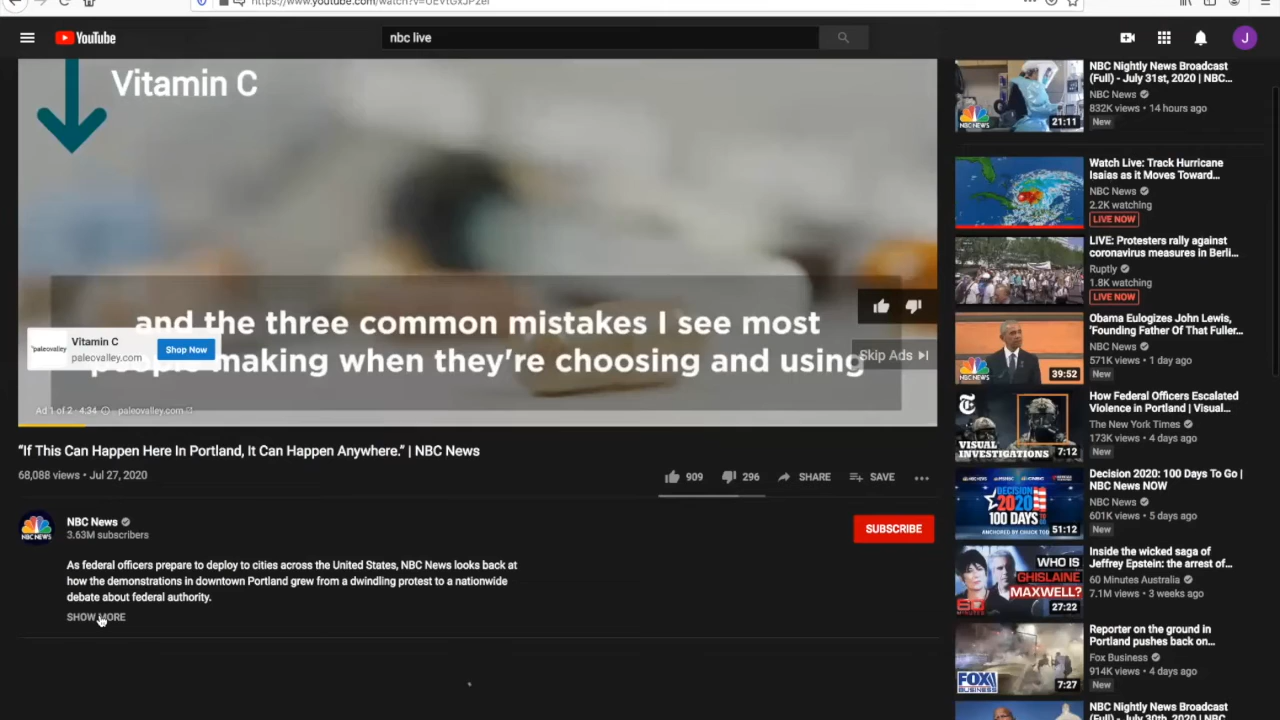 https://www.youtube.com/watch?v=
YouTube
nbc live
J
Vitamin C
and the three common mistakes I see most
people making when they're choosing and using
"paleovalley
Vitamin C
paleovalley.com
Shop Now
Skip Ads
Ad 1 of 2 · 4:34
paleovalley.com
“If This Can Happen Here In Portland, It Can Happen Anywhere.” | NBC News
68,088 views • Jul 27, 2020
909
296
SHARE
SAVE
NBC NEWS
NBC News
3.63M subscribers
SUBSCRIBE
As federal officers prepare to deploy to cities across the United States, NBC News looks back at
how the demonstrations in downtown Portland grew from a dwindling protest to a nationwide
debate about federal authority.
SHOW MORE
NBC NEWS
21:11
NBC Nightly News Broadcast
(Full) - July 31st, 2020 | NBC...
NBC News
832K views • 14 hours ago
New
Watch Live: Track Hurricane
Isaias as it Moves Toward...
NBC News
2.2K watching
LIVE NOW
LIVE: Protesters rally against
coronavirus measures in Berli...
Ruptly
1.8K watching
LIVE NOW
NBC NEWS
39:52
Obama Eulogizes John Lewis,
'Founding Father Of That Fuller...
NBC News
571K views • 1 day ago
New
VISUAL
INVESTIGATIONS
7:12
How Federal Officers Escalated
Violence in Portland | Visual...
The New York Times
173K views • 4 days ago
New
DECISION
2020
100 DAYS
51:12
Decision 2020: 100 Days To Go |
NBC News NOW
NBC News
601K views • 5 days ago
New
WHO IS
GHISLAINE
MAXWELL?
60
27:22
Inside the wicked saga of
Jeffrey Epstein: the arrest of...
60 Minutes Australia
7.1M views • 3 weeks ago
FOX
BUSINESS
7:27
Reporter on the ground in
Portland pushes back on...
Fox Business
914K views • 4 days ago
New
NBC Nightly News Broadcast
(Full) - July 30th, 2020 | NBC...